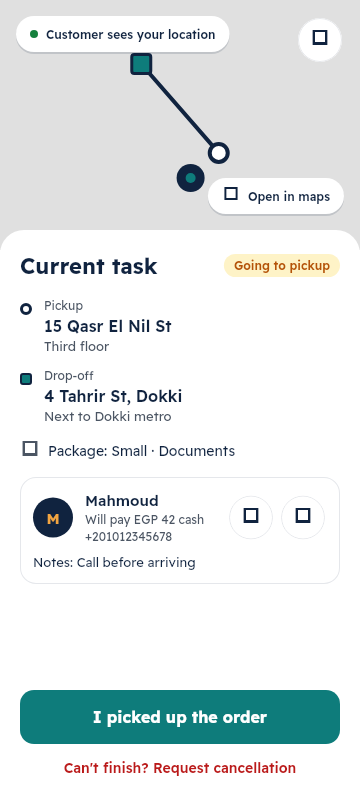 Customer sees your location
Open in maps
Current task
Going to pickup
Pickup
15 Qasr El Nil St
Third floor
Drop-off
4 Tahrir St, Dokki
Next to Dokki metro
Package: Small · Documents
M
Mahmoud
Will pay EGP 42 cash
+201012345678
Notes: Call before arriving
I picked up the order
Can't finish? Request cancellation